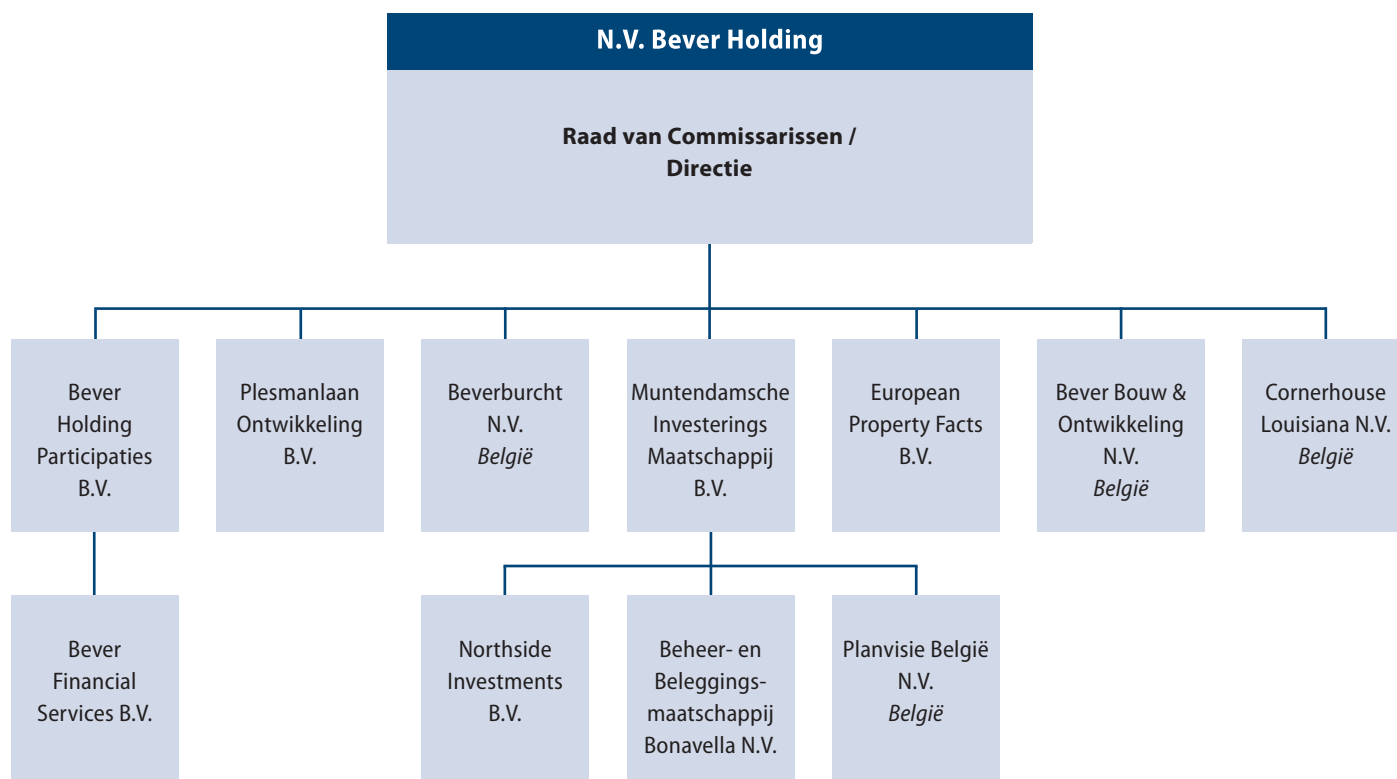 N.V. Bever Holding
Raad van Commissarissen /
Directie
Bever
Holding
Participaties
B.V.
Plesmanlaan
Ontwikkeling
B.V.
Beverburcht
N.V.
België
Muntendamsche
Investerings
Maatschappij
B.V.
European
Property Facts
B.V.
Bever Bouw &
Ontwikkeling
N.V.
België
Cornerhouse
Louisiana N.V.
België
Bever
Financial
Services B.V.
Northside
Investments
B.V.
Beheer- en
Beleggings-
maatschappij
Bonavella N.V.
Planvisie België
N.V.
België